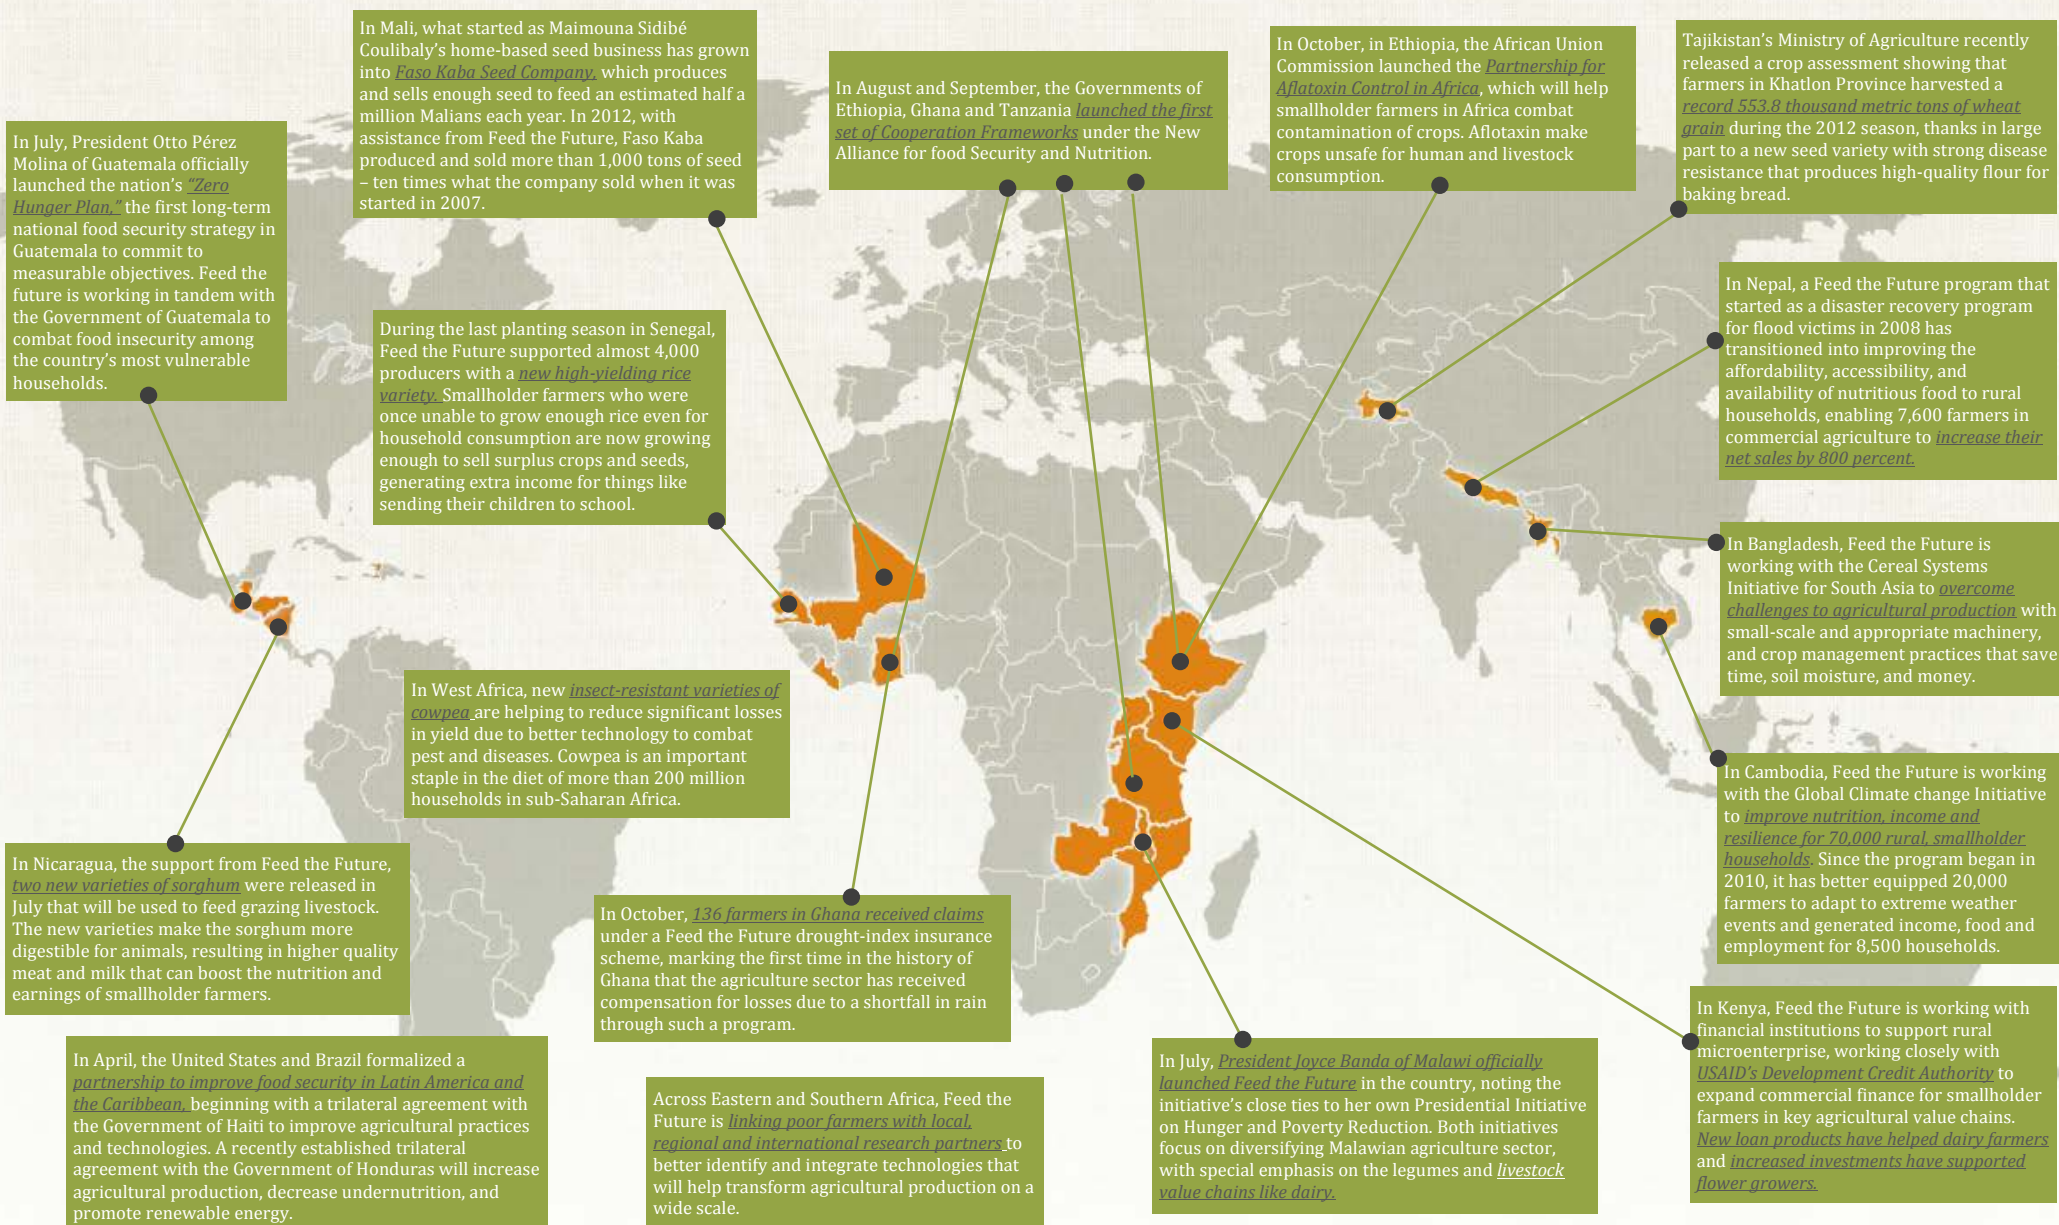 In July, President Otto Pérez
Molina of Guatemala officially
launched the nation's "Zero
Hunger Plan," the first long-term
national food security strategy in
Guatemala to commit to
measurable objectives. Feed the
future is working in tandem with
the Government of Guatemala to
combat food insecurity among
the country's most vulnerable
households.
In Mali, what started as Maimouna Sidibé
Coulibaly's home-based seed business has grown
into Faso Kaba Seed Company, which produces
and sells enough seed to feed an estimated half a
million Malians each year. In 2012, with
assistance from Feed the Future, Faso Kaba
produced and sold more than 1,000 tons of seed
– ten times what the company sold when it was
started in 2007.
In August and September, the Governments of
Ethiopia, Ghana and Tanzania launched the first
set of Cooperation Frameworks under the New
Alliance for food Security and Nutrition.
In October, in Ethiopia, the African Union
Commission launched the Partnership for
Aflatoxin Control in Africa, which will help
smallholder farmers in Africa combat
contamination of crops. Aflotaxin make
crops unsafe for human and livestock
consumption.
Tajikistan's Ministry of Agriculture recently
released a crop assessment showing that
farmers in Khatlon Province harvested a
record 553.8 thousand metric tons of wheat
grain during the 2012 season, thanks in large
part to a new seed variety with strong disease
resistance that produces high-quality flour for
baking bread.
During the last planting season in Senegal,
Feed the Future supported almost 4,000
producers with a new high-yielding rice
variety. Smallholder farmers who were
once unable to grow enough rice even for
household consumption are now growing
enough to sell surplus crops and seeds,
generating extra income for things like
sending their children to school.
In Nepal, a Feed the Future program that
started as a disaster recovery program
for flood victims in 2008 has
transitioned into improving the
affordability, accessibility, and
availability of nutritious food to rural
households, enabling 7,600 farmers in
commercial agriculture to increase their
net sales by 800 percent.
In Bangladesh, Feed the Future is
working with the Cereal Systems
Initiative for South Asia to overcome
challenges to agricultural production with
small-scale and appropriate machinery,
and crop management practices that save
time, soil moisture, and money.
In West Africa, new insect-resistant varieties of
cowpea are helping to reduce significant losses
in yield due to better technology to combat
pest and diseases. Cowpea is an important
staple in the diet of more than 200 million
households in sub-Saharan Africa.
In Cambodia, Feed the Future is working
with the Global Climate change Initiative
to improve nutrition, income and
resilience for 70,000 rural, smallholder
households. Since the program began in
2010, it has better equipped 20,000
farmers to adapt to extreme weather
events and generated income, food and
employment for 8,500 households.
In Nicaragua, the support from Feed the Future,
two new varieties of sorghum were released in
July that will be used to feed grazing livestock.
The new varieties make the sorghum more
digestible for animals, resulting in higher quality
meat and milk that can boost the nutrition and
earnings of smallholder farmers.
In October, 136 farmers in Ghana received claims
under a Feed the Future drought-index insurance
scheme, marking the first time in the history of
Ghana that the agriculture sector has received
compensation for losses due to a shortfall in rain
through such a program.
In Kenya, Feed the Future is working with
financial institutions to support rural
microenterprise, working closely with
USAID's Development Credit Authority to
expand commercial finance for smallholder
farmers in key agricultural value chains.
New loan products have helped dairy farmers
and increased investments have supported
flower growers.
In April, the United States and Brazil formalized a
partnership to improve food security in Latin America and
the Caribbean, beginning with a trilateral agreement with
the Government of Haiti to improve agricultural practices
and technologies. A recently established trilateral
agreement with the Government of Honduras will increase
agricultural production, decrease undernutrition, and
promote renewable energy.
Across Eastern and Southern Africa, Feed the
Future is linking poor farmers with local,
regional and international research partners to
better identify and integrate technologies that
will help transform agricultural production on a
wide scale.
In July, President Joyce Banda of Malawi officially
launched Feed the Future in the country, noting the
initiative's close ties to her own Presidential Initiative
on Hunger and Poverty Reduction. Both initiatives
focus on diversifying Malawian agriculture sector,
with special emphasis on the legumes and livestock
value chains like dairy.